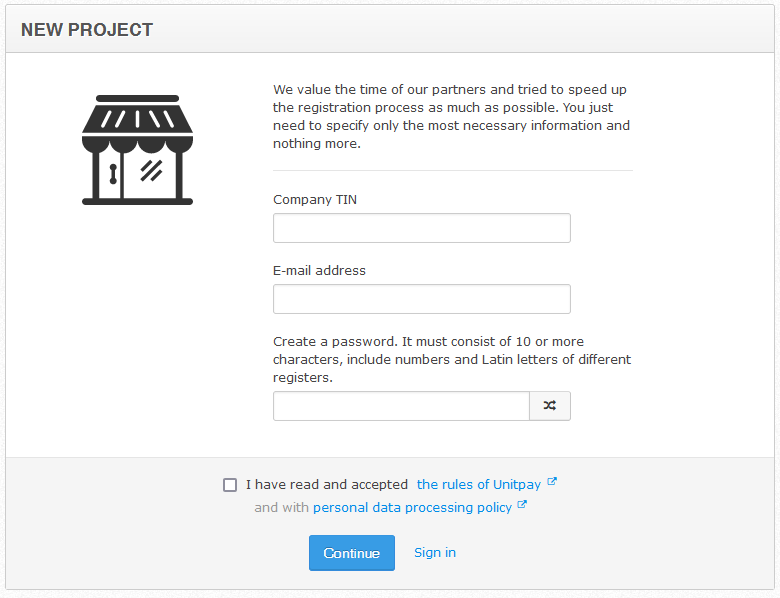 NEW PROJECT
We value the time of our partners and tried to speed up
the registration process as much as possible. You just
need to specify only the most necessary information and
nothing more.
Company TIN
E-mail address
Create a password. It must consist of 10 or more
characters, include numbers and Latin letters of different
registers.
I have read and accepted the rules of Unitpay
and with personal data processing policy
Continue Sign in